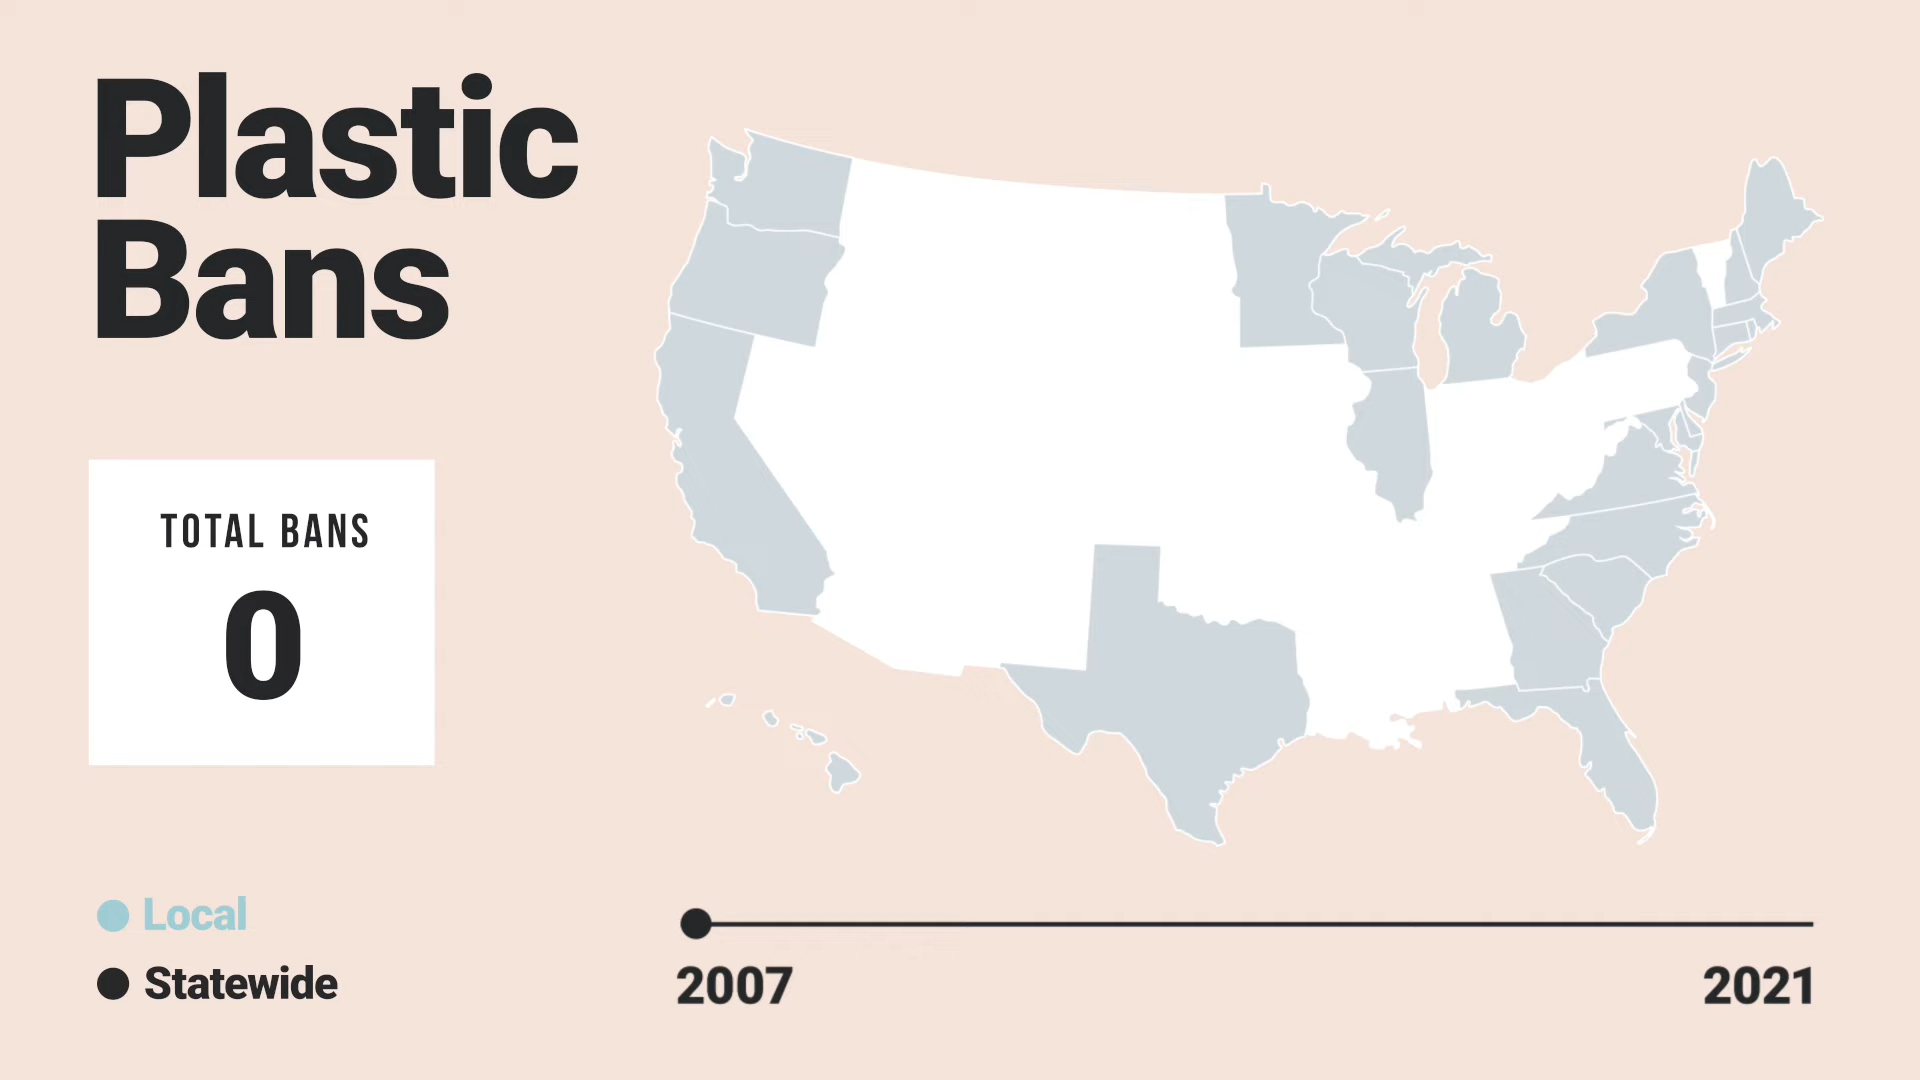 Plastic
Bans
TOTAL BANS
0
Local
Statewide
2007
2021